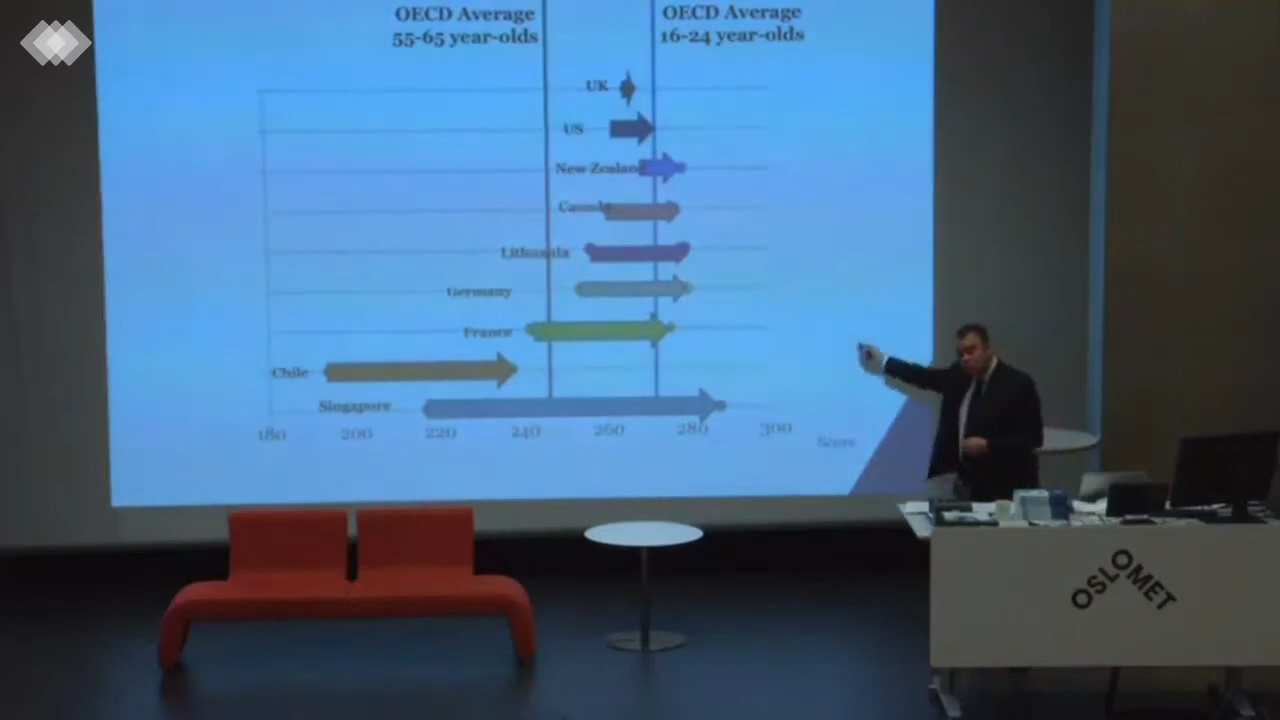 OECD Average
55-65 year-olds
OECD Average
16-24 year-olds
UK
US
New Zealand
Canada
Lithuania
Germany
France
Chile
Singapore
180
200
220
240
260
280
300
Score
OSLOMET